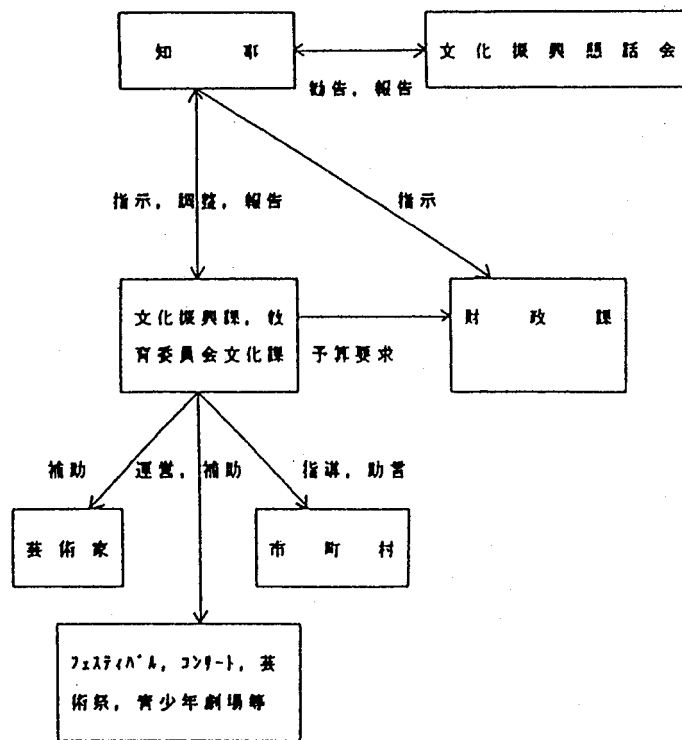 知事
文化振興懇話会
勧告, 報告
指示, 調整, 報告
指示
文化振興課, 教
育委員会文化課
予算要求
財政課
補助
運営, 補助
指導, 助言
芸術家
市町村
ﾌｪｽﾃｨﾊﾞﾙ, ｺﾝｻｰﾄ, 芸
術祭, 青少年劇場等